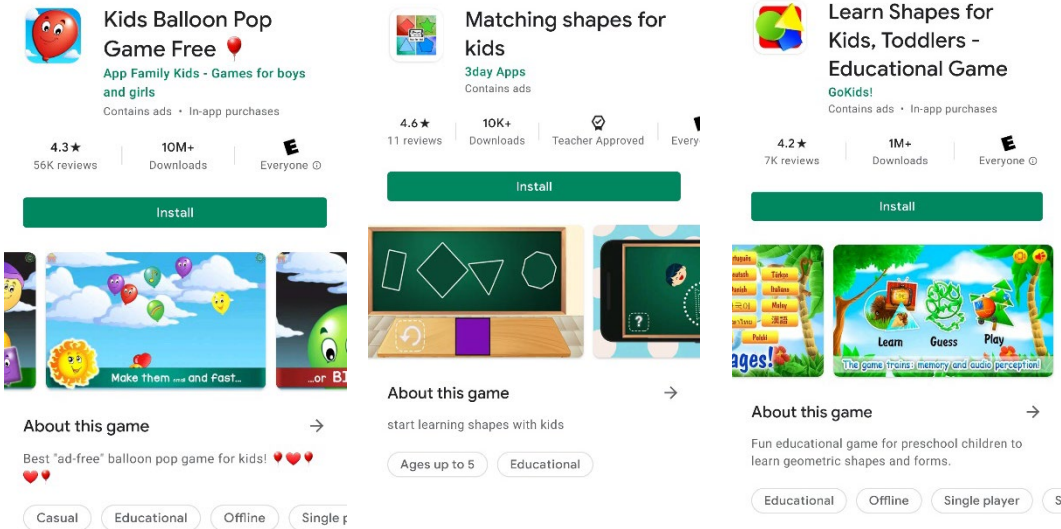 Kids Balloon Pop
Game Free
App Family Kids - Games for boys
and girls
Contains ads • In-app purchases
4.3★
56K reviews
10M+
Downloads
E
Everyone
Install
Make them small and Fast...
...or BI
About this game
Best "ad-free" balloon pop game for kids!
Casual
Educational
Offline
Single p
Matching shapes for
kids
3day Apps
Contains ads
4.6★
11 reviews
10K+
Downloads
Teacher Approved
Every
Install
?
About this game
start learning shapes with kids
Ages up to 5
Educational
Learn Shapes for
Kids, Toddlers -
Educational Game
GoKids!
Contains ads • In-app purchases
4.2★
7K reviews
1M+
Downloads
E
Everyone
Install
Türkçe
Italiano
Malay
Polski
ages!
Learn
Guess
Play
The game trains: memory and audio perception!
About this game
Fun educational game for preschool children to
learn geometric shapes and forms.
Educational
Offline
Single player
S